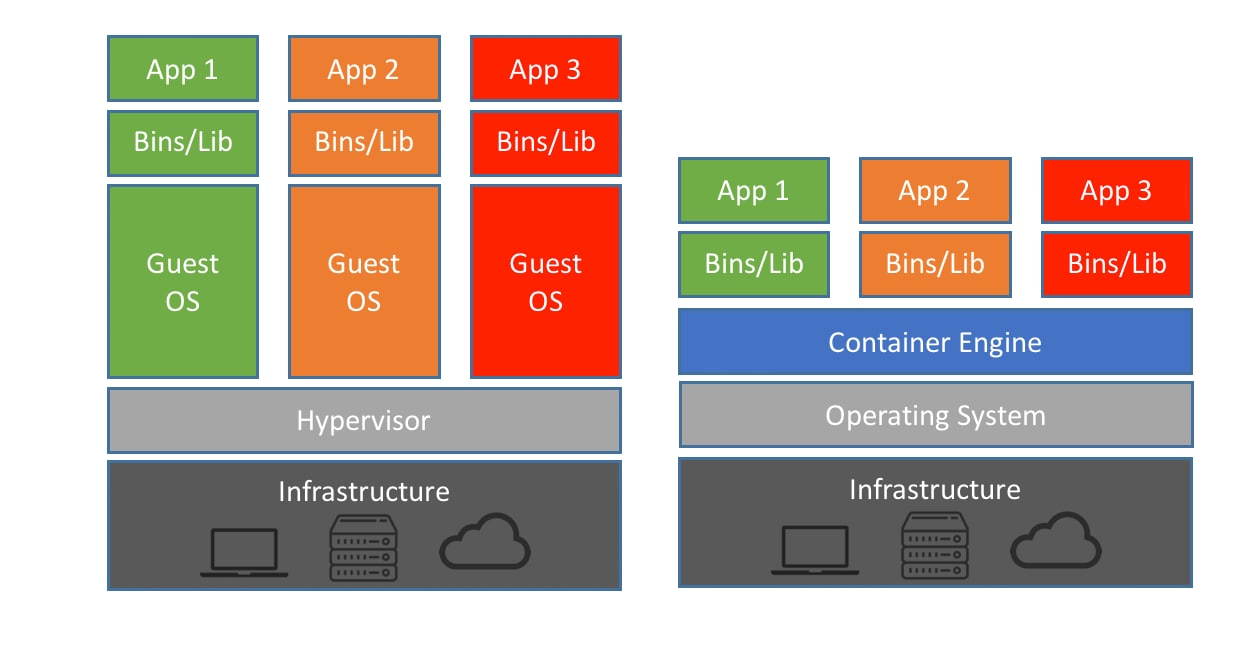 App 1
App 2
App 3
Bins/Lib
Bins/Lib
Bins/Lib
Guest
OS
Guest
OS
Guest
OS
Hypervisor
Infrastructure
App 1
App 2
App 3
Bins/Lib
Bins/Lib
Bins/Lib
Container Engine
Operating System
Infrastructure